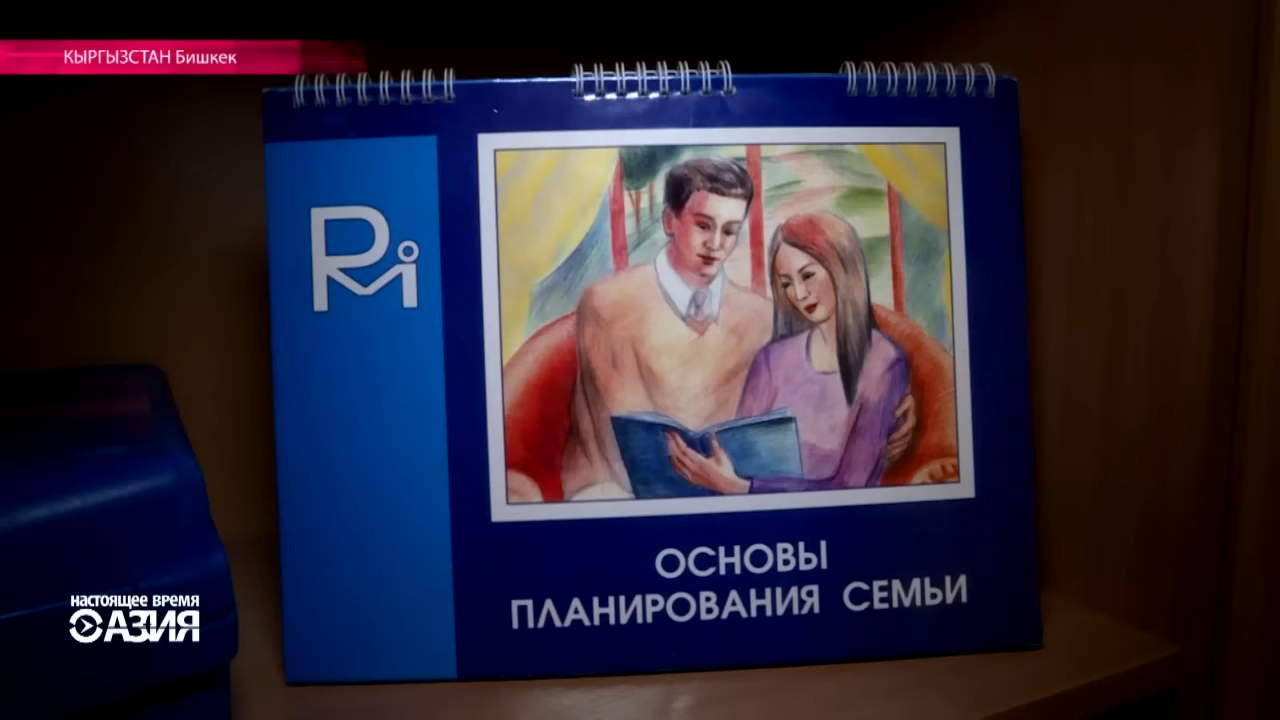 КЫРГЫЗСТАН Бишкек
ОСНОВЫ
ПЛАНИРОВАНИЯ СЕМЬИ
НАСТОЯЩЕЕ ВРЕМЯ
АЗИЯ